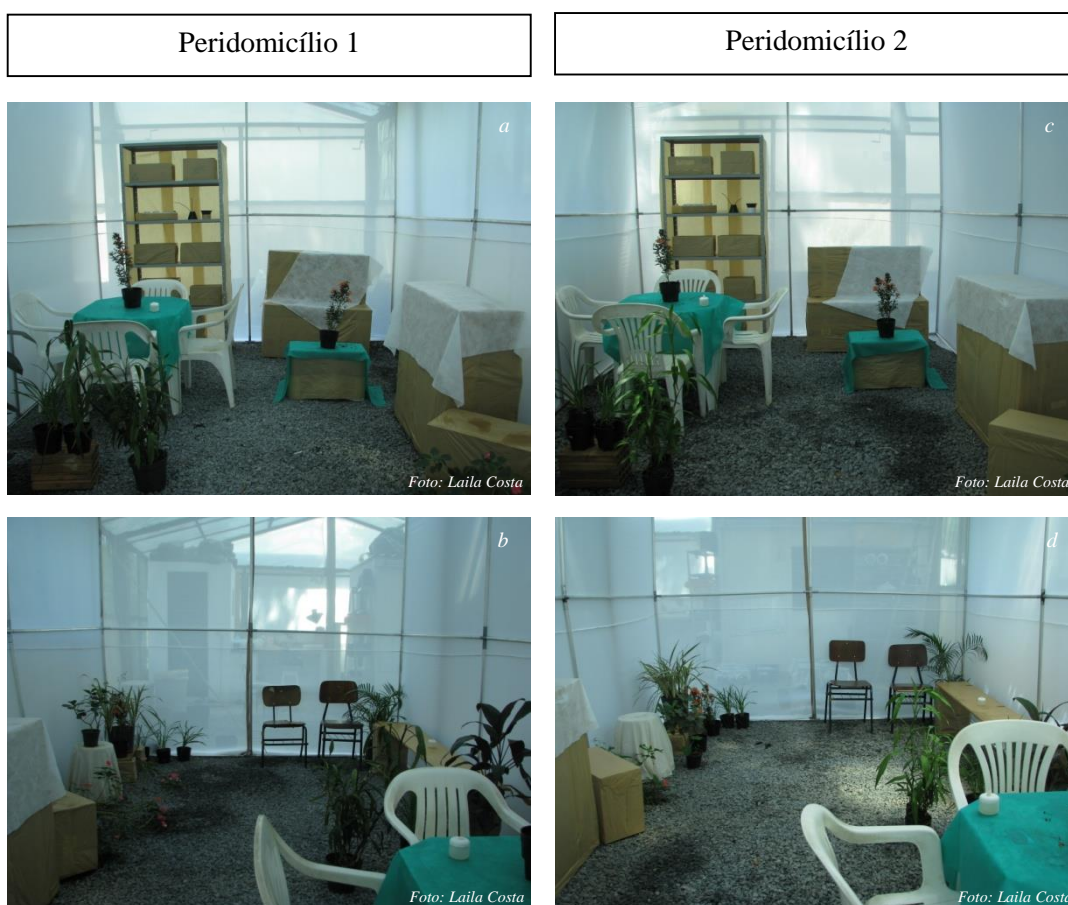 Peridomicílio 1
Peridomicílio 2
a
Foto: Laila Costa
c
Foto: Laila Costa
b
Foto: Laila Costa
d
Foto: Laila Costa